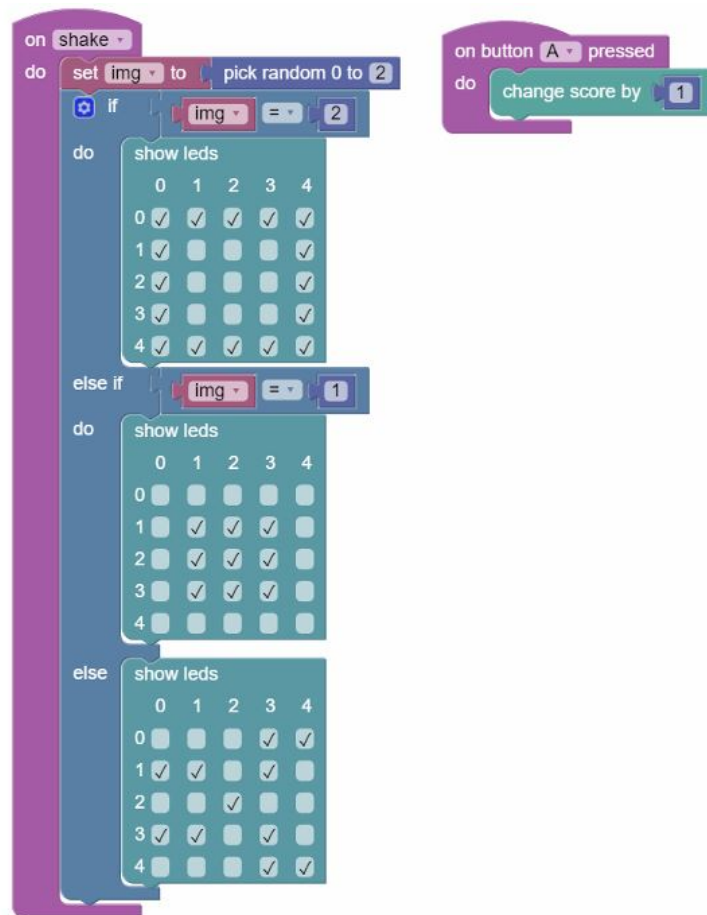 on shake
do set img to pick random 0 to 2
if img = 2
do show leds
0 1 2 3 4
0
1
2
3
4
else if img = 1
do show leds
0 1 2 3 4
0
1
2
3
4
else show leds
0 1 2 3 4
0
1
2
3
4
on button A pressed
do change score by 1